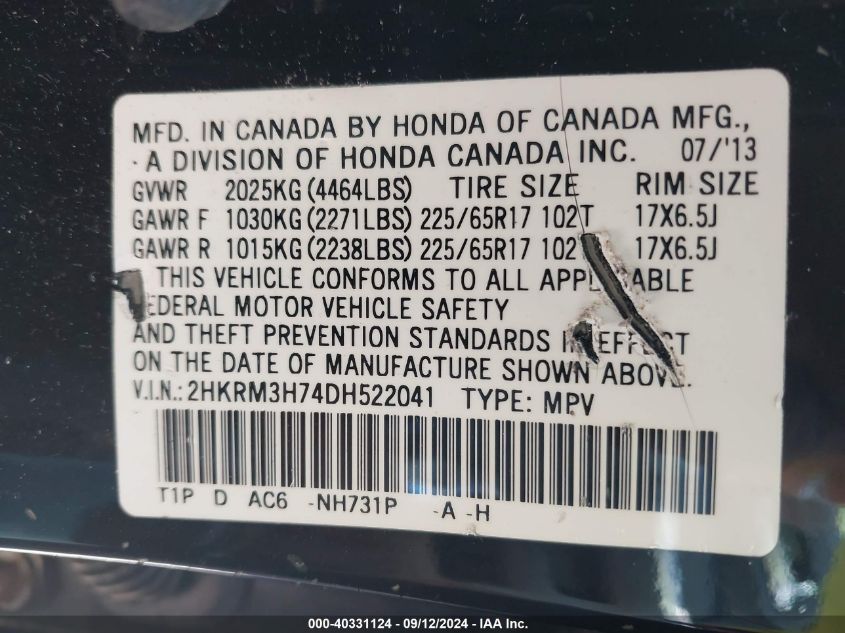 MFD. IN CANADA BY HONDA OF CANADA MFG.,
· A DIVISION OF HONDA CANADA INC. 07/'13
GVWR 2025KG (4464LBS) TIRE SIZE RIM SIZE
GAWR F 1030KG (2271LBS) 225/65R17 102T 17X6.5J
GAWR R 1015KG (2238LBS) 225/65R17 102T 17X6.5J
THIS VEHICLE CONFORMS TO ALL APPLICABLE
FEDERAL MOTOR VEHICLE SAFETY
AND THEFT PREVENTION STANDARDS IN EFFECT
ON THE DATE OF MANUFACTURE SHOWN ABOVE.
V.I.N.: 2HKRM3H74DH522041 TYPE: MPV
T1P D AC6 -NH731P -A -H
000-40331124 - 09/12/2024 - IAA Inc.